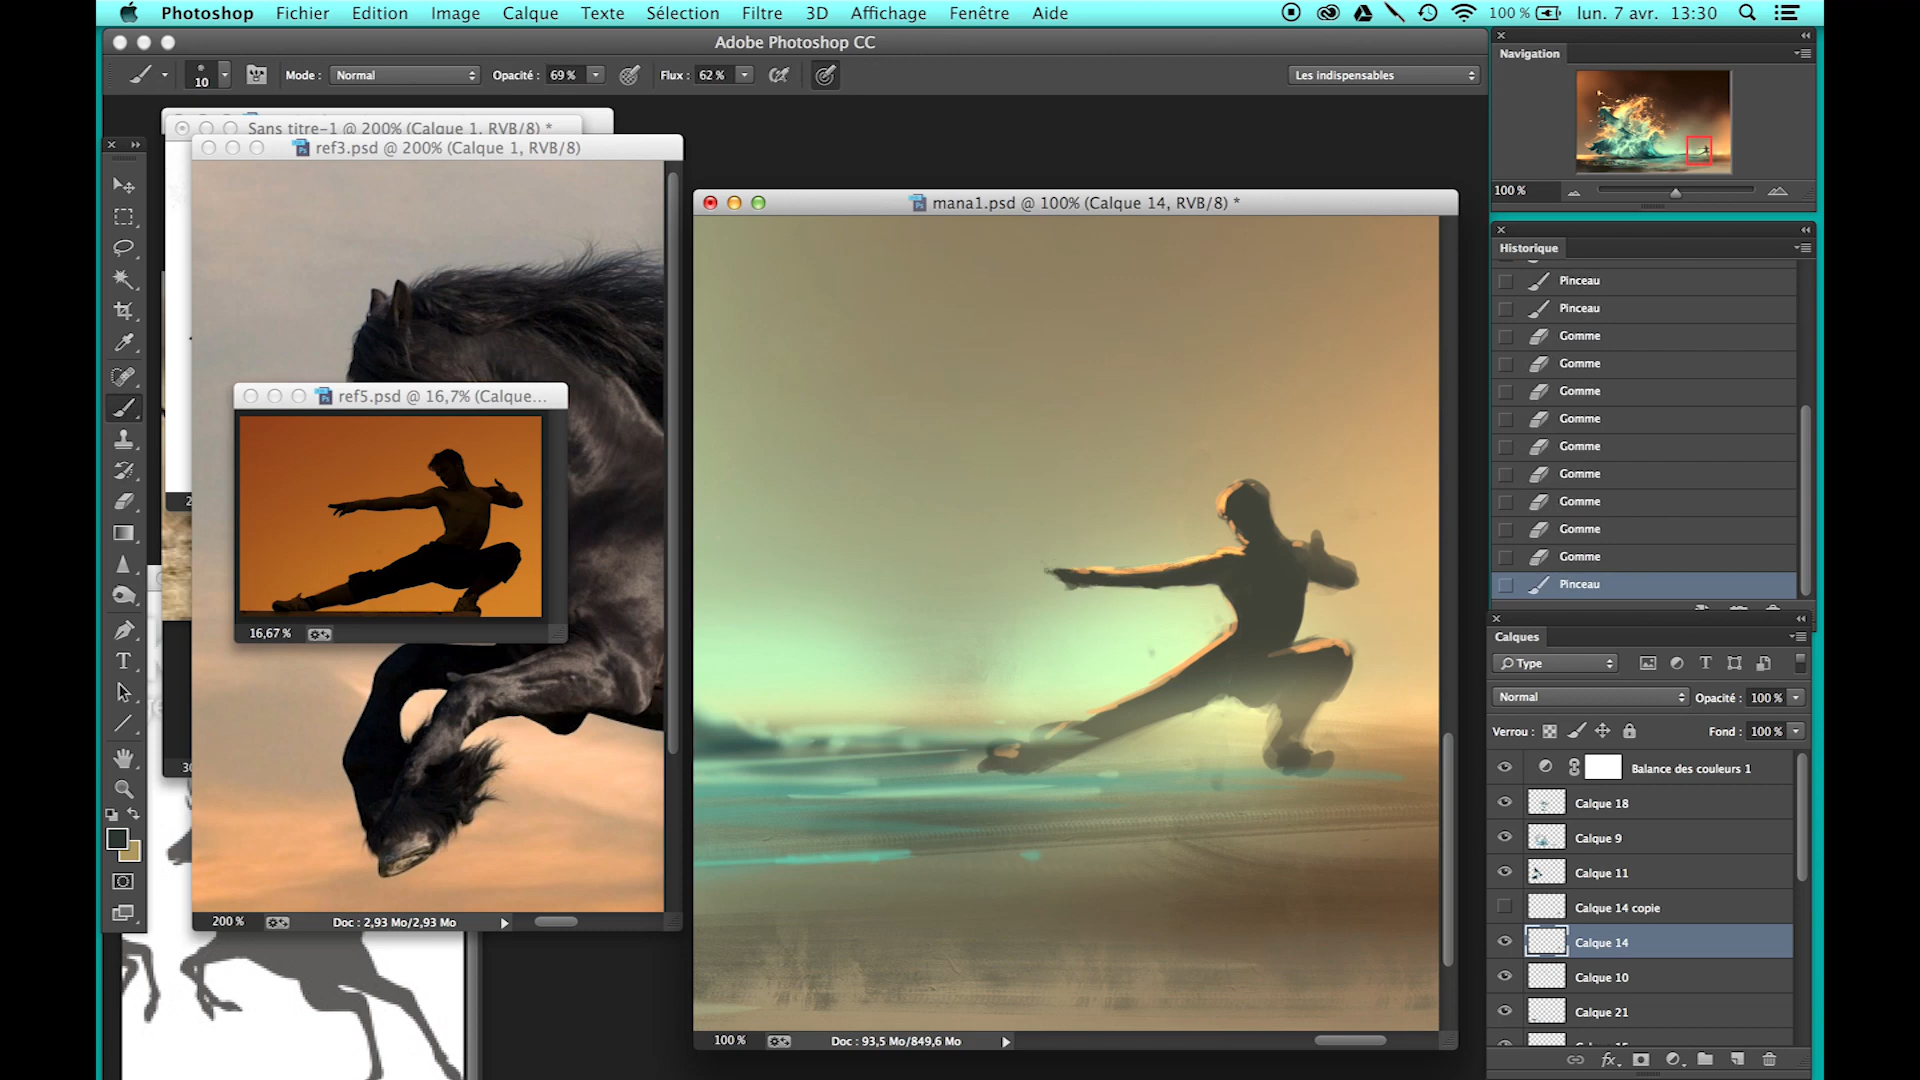 Photoshop Fichier Edition Image Calque Texte Sélection Filtre 3D Affichage Fenêtre Aide 100 % lun. 7 avr. 13:30
Adobe Photoshop CC
10 Mode : Normal Opacité : 69 % Flux : 62 % Les indispensables
Sans titre-1 @ 200% (Calque 1, RVB/8) *
ref3.psd @ 200% (Calque 1, RVB/8)
mana1.psd @ 100% (Calque 14, RVB/8) *
ref5.psd @ 16,7% (Calque...
16,67 %
200 % Doc : 2,93 Mo/2,93 Mo
100 % Doc : 93,5 Mo/849,6 Mo
Navigation
100 %
Historique
Pinceau
Pinceau
Gomme
Gomme
Gomme
Gomme
Gomme
Gomme
Gomme
Gomme
Gomme
Pinceau
Calques
Type
Normal Opacité : 100 %
Verrou : Fond : 100 %
Balance des couleurs 1
Calque 18
Calque 9
Calque 11
Calque 14 copie
Calque 14
Calque 10
Calque 21